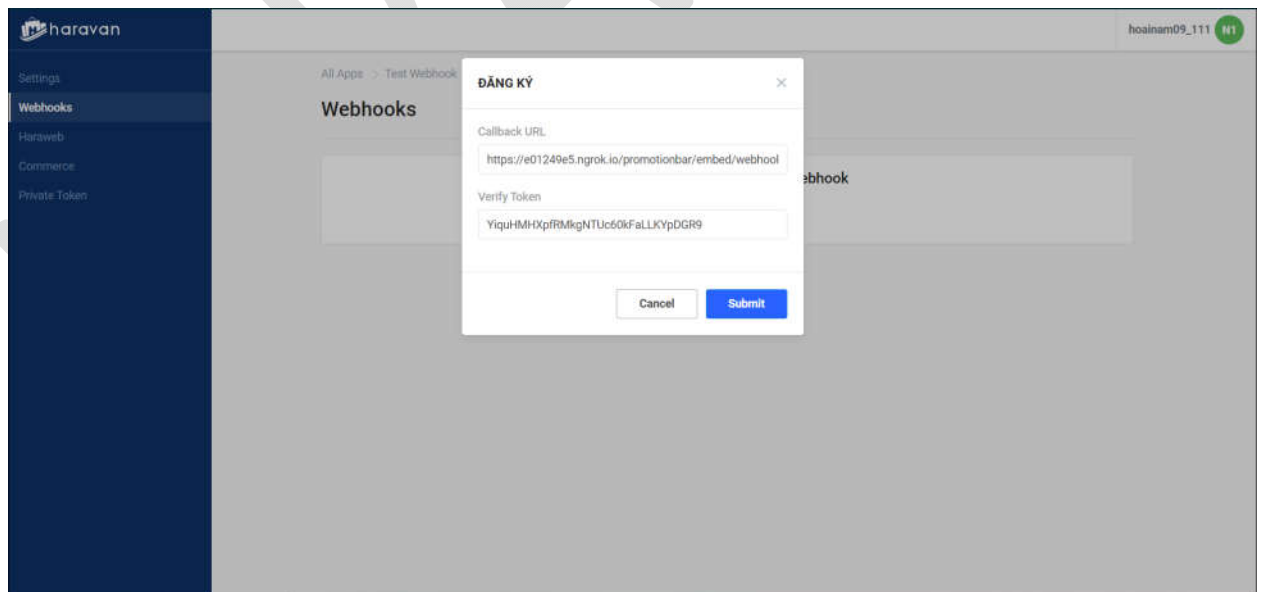 haravan
hoainam09_111 N1
Settings
Webhooks
Haraweb
Commerce
Private Token
All Apps > Test Webhook
Webhooks
ebhook
ĐĂNG KÝ
Callback URL
https://e01249e5.ngrok.io/promotionbar/embed/webhool
Verify Token
YiquHMHXpfRMkgNTUc60kFaLLKYpDGR9
Cancel Submit